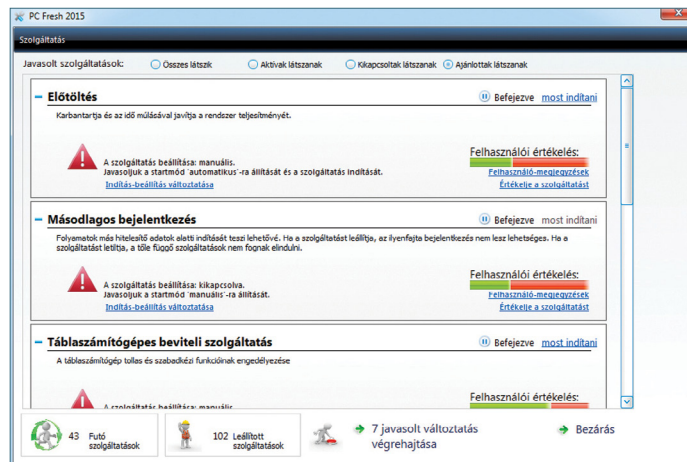 PC Fresh 2015
Szolgáltatás
Javasolt szolgáltatások: Összes látszik Aktívak látszanak Kikapcsoltak látszanak Ajánlottak látszanak
Előtöltés Befejezve most indítani
Karbantartja és az idő múlásával javítja a rendszer teljesítményét.
Felhasználói értékelés:
A szolgáltatás beállítása: manuális.
Javasoljuk a startmód 'automatikus'-ra állítását és a szolgáltatás indítását.
Felhasználó-megjegyzések
Indítás-beállítás változtatása Értékelje a szolgáltatást
Másodlagos bejelentkezés Befejezve most indítani
Folyamatok más hitelesítő adatok alatti indítását teszi lehetővé. Ha a szolgáltatást leállítja, az ilyenfajta bejelentkezés nem lesz lehetséges. Ha a
szolgáltatást letiltja, a tőle függő szolgáltatások nem fognak elindulni.
Felhasználói értékelés:
A szolgáltatás beállítása: kikapcsolva.
Javasoljuk a startmód 'manuális'-ra állítását.
Felhasználó-megjegyzések
Indítás-beállítás változtatása Értékelje a szolgáltatást
Táblaszámítógépes beviteli szolgáltatás Befejezve most indítani
A táblaszámítógép tollas és szabadkézi funkcióinak engedélyezése
Felhasználói értékelés:
A szolgáltatás beállítása: manuális.
43 Futó
szolgáltatások
102 Leállított
szolgáltatások
7 javasolt változtatás
végrehajtása
Bezárás